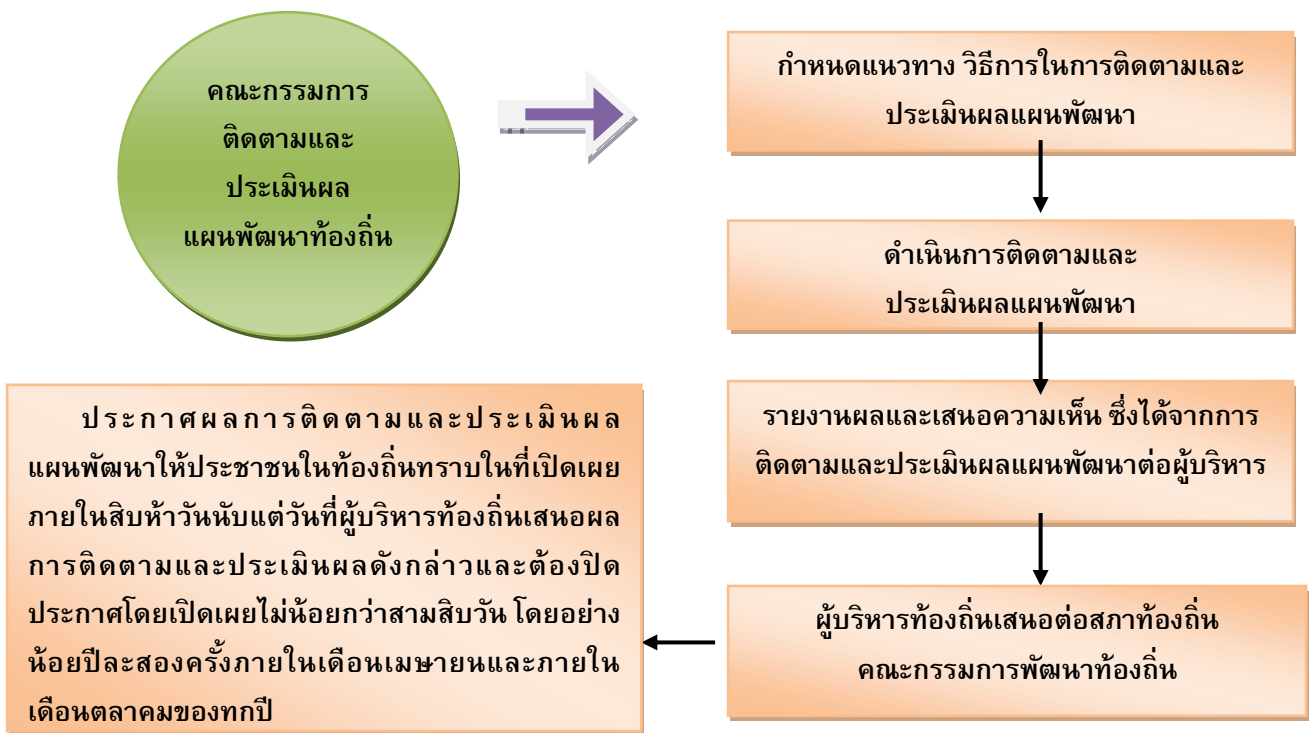 คณะกรรมการ
ติดตามและ
ประเมินผล
แผนพัฒนาท้องถิ่น
กำหนดแนวทาง วิธีการในการติดตามและ
ประเมินผลแผนพัฒนา
ดำเนินการติดตามและ
ประเมินผลแผนพัฒนา
รายงานผลและเสนอความเห็น ซึ่งได้จากการ
ติดตามและประเมินผลแผนพัฒนาต่อผู้บริหาร
ผู้บริหารท้องถิ่นเสนอต่อสภาท้องถิ่น
คณะกรรมการพัฒนาท้องถิ่น
ประกาศผลการติดตามและประเมินผล
แผนพัฒนาให้ประชาชนในท้องถิ่นทราบในที่เปิดเผย
ภายในสิบห้าวันนับแต่วันที่ผู้บริหารท้องถิ่นเสนอผล
การติดตามและประเมินผลดังกล่าวและต้องปิด
ประกาศโดยเปิดเผยไม่น้อยกว่าสามสิบวัน โดยอย่าง
น้อยปีละสองครั้งภายในเดือนเมษายนและภายใน
เดือนตุลาคมของทุกปี